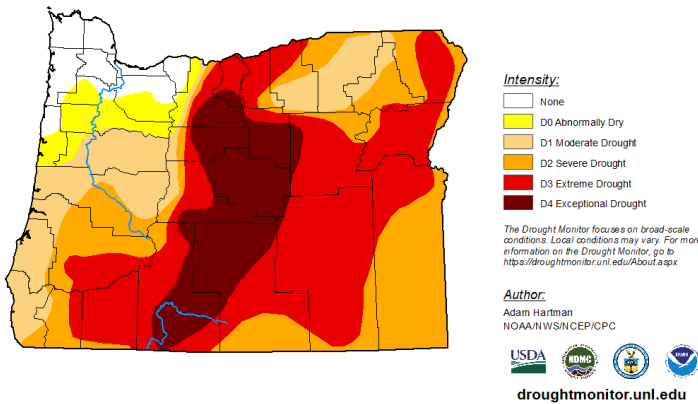 Intensity:
None
D0 Abnormally Dry
D1 Moderate Drought
D2 Severe Drought
D3 Extreme Drought
D4 Exceptional Drought
The Drought Monitor focuses on broad-scale
conditions. Local conditions may vary. For more
information on the Drought Monitor, go to
https://droughtmonitor.unl.edu/About.aspx
Author:
Adam Hartman
NOAA/NWS/NCEP/CPC
USDA
NDMC
NOAA
droughtmonitor.unl.edu